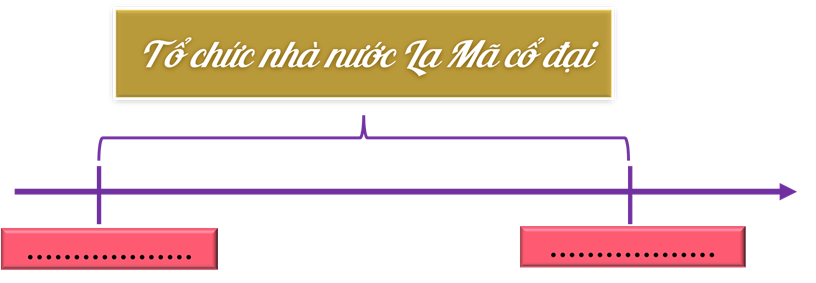 Tổ chức nhà nước La Mã cổ đại
..................
..................